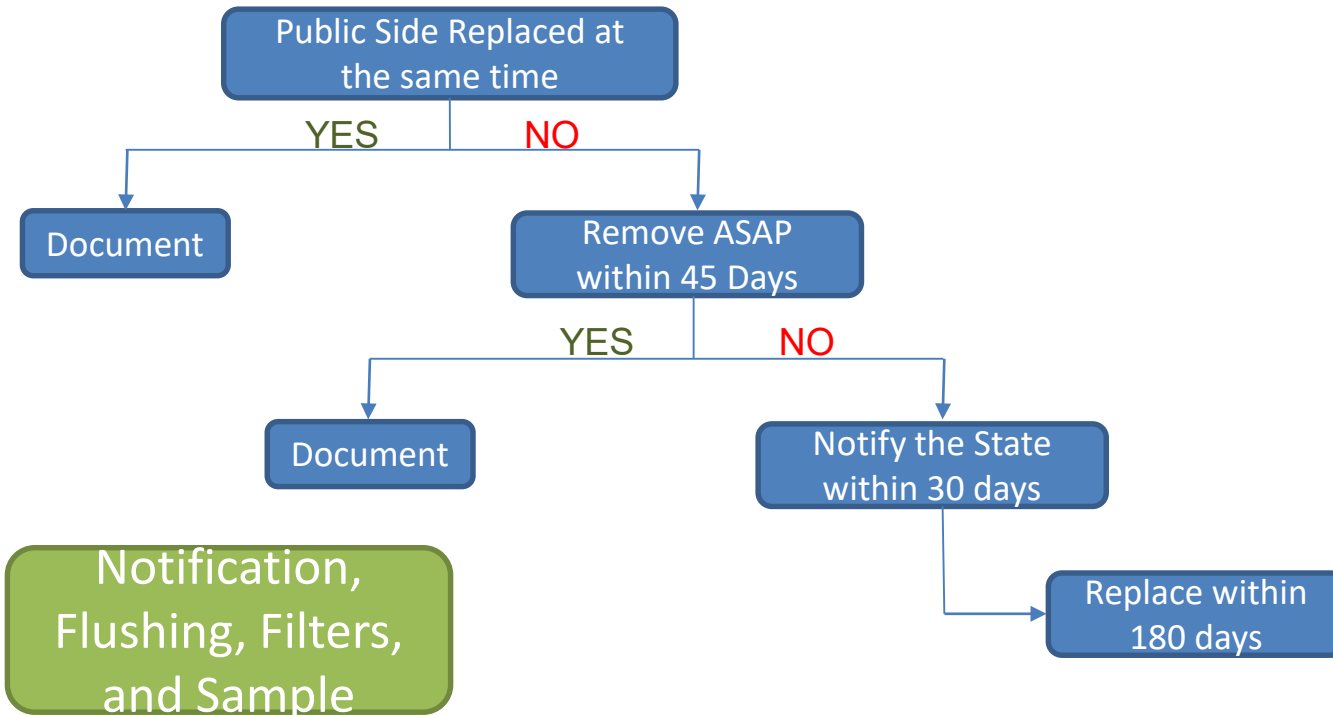 Public Side Replaced at
the same time
YES
NO
Document
Remove ASAP
within 45 Days
YES
NO
Document
Notify the State
within 30 days
Notification,
Flushing, Filters,
and Sample
Replace within
180 days